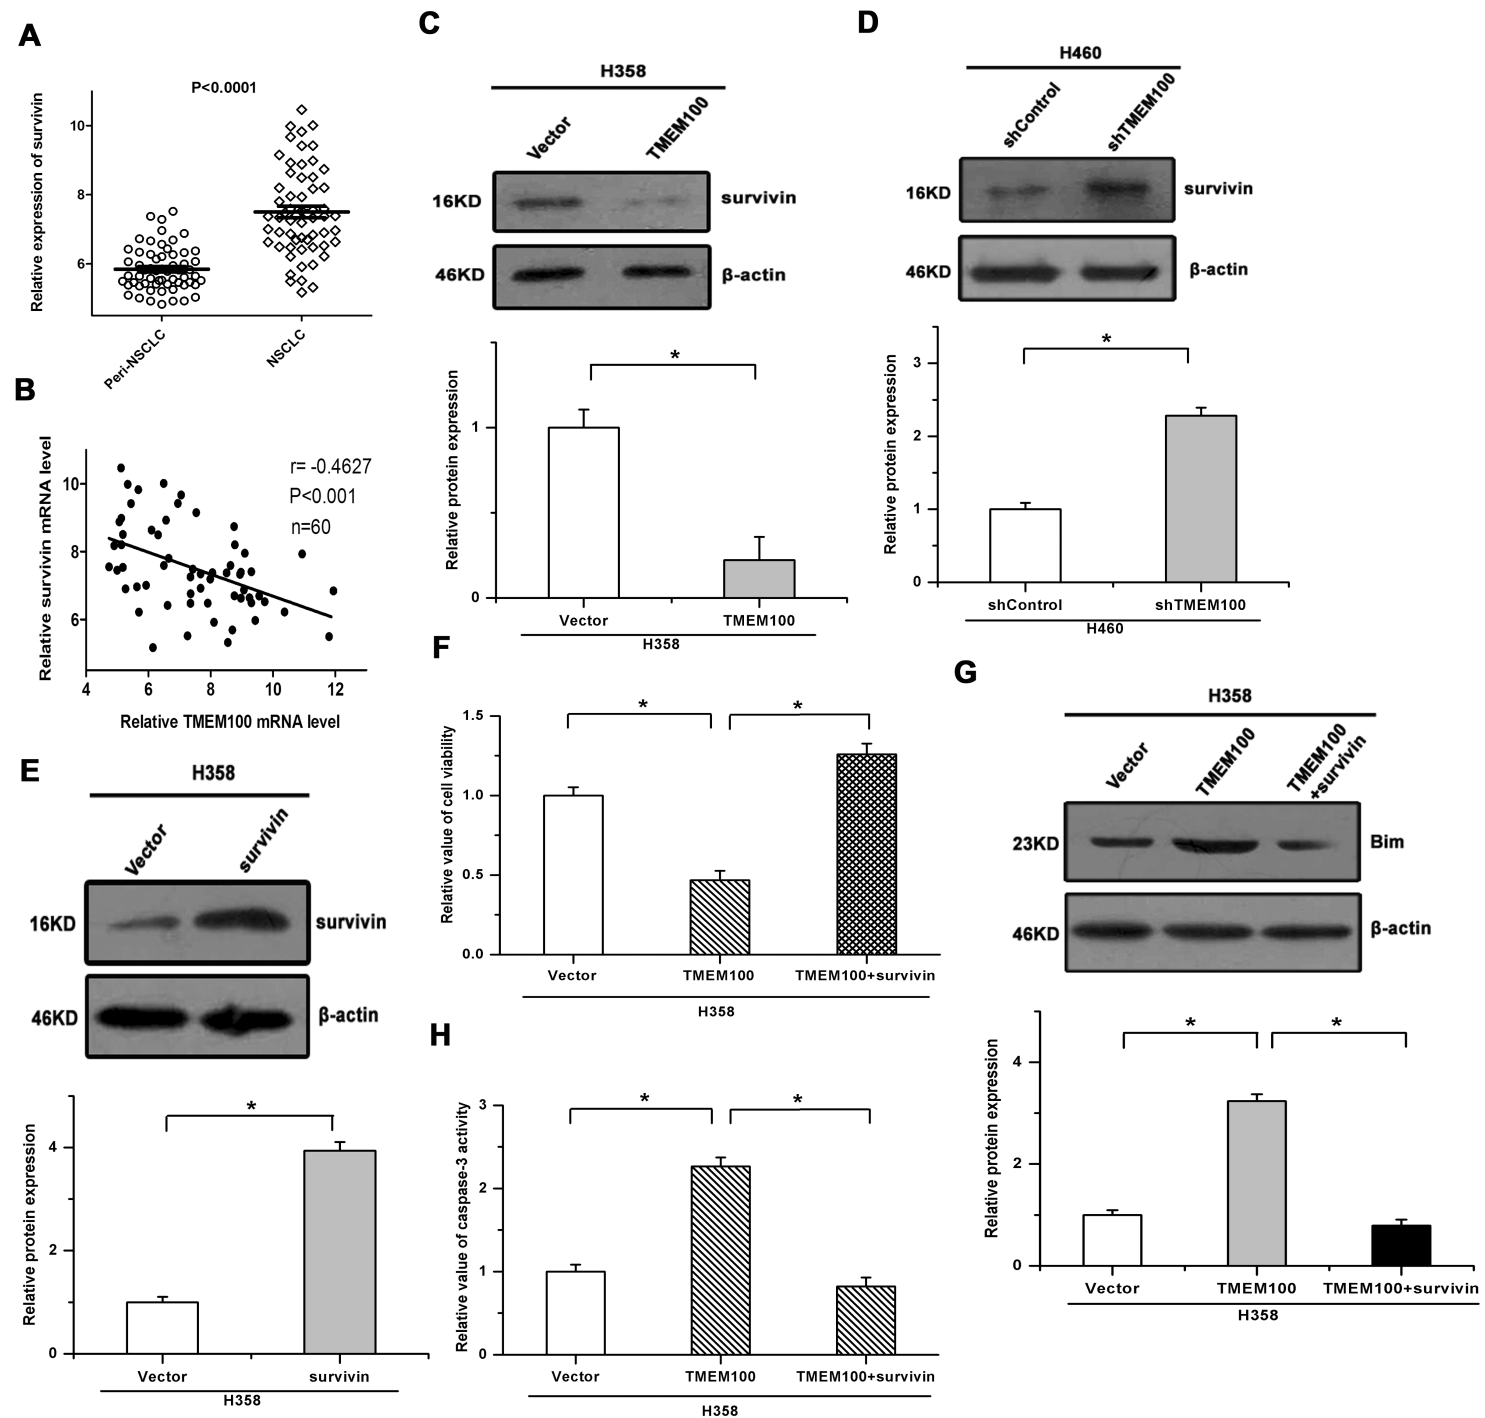 A
P<0.0001
Relative expression of survivin
10
8
6
Peri-NSCLC
NSCLC
B
r= -0.4627
P<0.001
n=60
Relative survivin mRNA level
10
8
6
4 6 8 10 12
Relative TMEM100 mRNA level
C
H358
Vector
TMEM100
16KD
survivin
46KD
β-actin
*
Relative protein expression
1
0
Vector
TMEM100
H358
D
H460
shControl
shTMEM100
16KD
survivin
46KD
β-actin
*
Relative protein expression
3
2
1
0
shControl
shTMEM100
H460
E
H358
Vector
survivin
16KD
survivin
46KD
β-actin
*
Relative protein expression
4
2
0
Vector
survivin
H358
F
* *
Relative value of cell viability
1.5
1.0
0.5
0.0
Vector
TMEM100
TMEM100+survivin
H358
G
H358
Vector
TMEM100
TMEM100
+survivin
23KD
Bim
46KD
β-actin
* *
Relative protein expression
4
2
0
Vector
TMEM100
TMEM100+survivin
H358
H
* *
Relative value of caspase-3 activity
3
2
1
0
Vector
TMEM100
TMEM100+survivin
H358